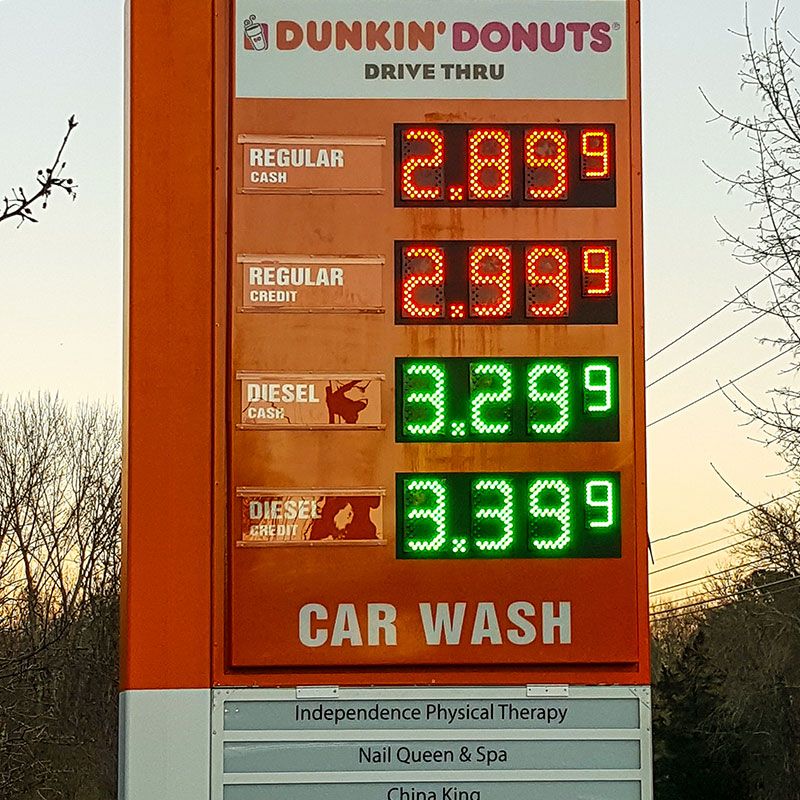 DUNKIN' DONUTS
DRIVE THRU
REGULAR
CASH
2.89 9
REGULAR
CREDIT
2.99 9
DIESEL
CASH
3.29 9
DIESEL
CREDIT
3.39 9
CAR WASH
Independence Physical Therapy
Nail Queen & Spa
China King